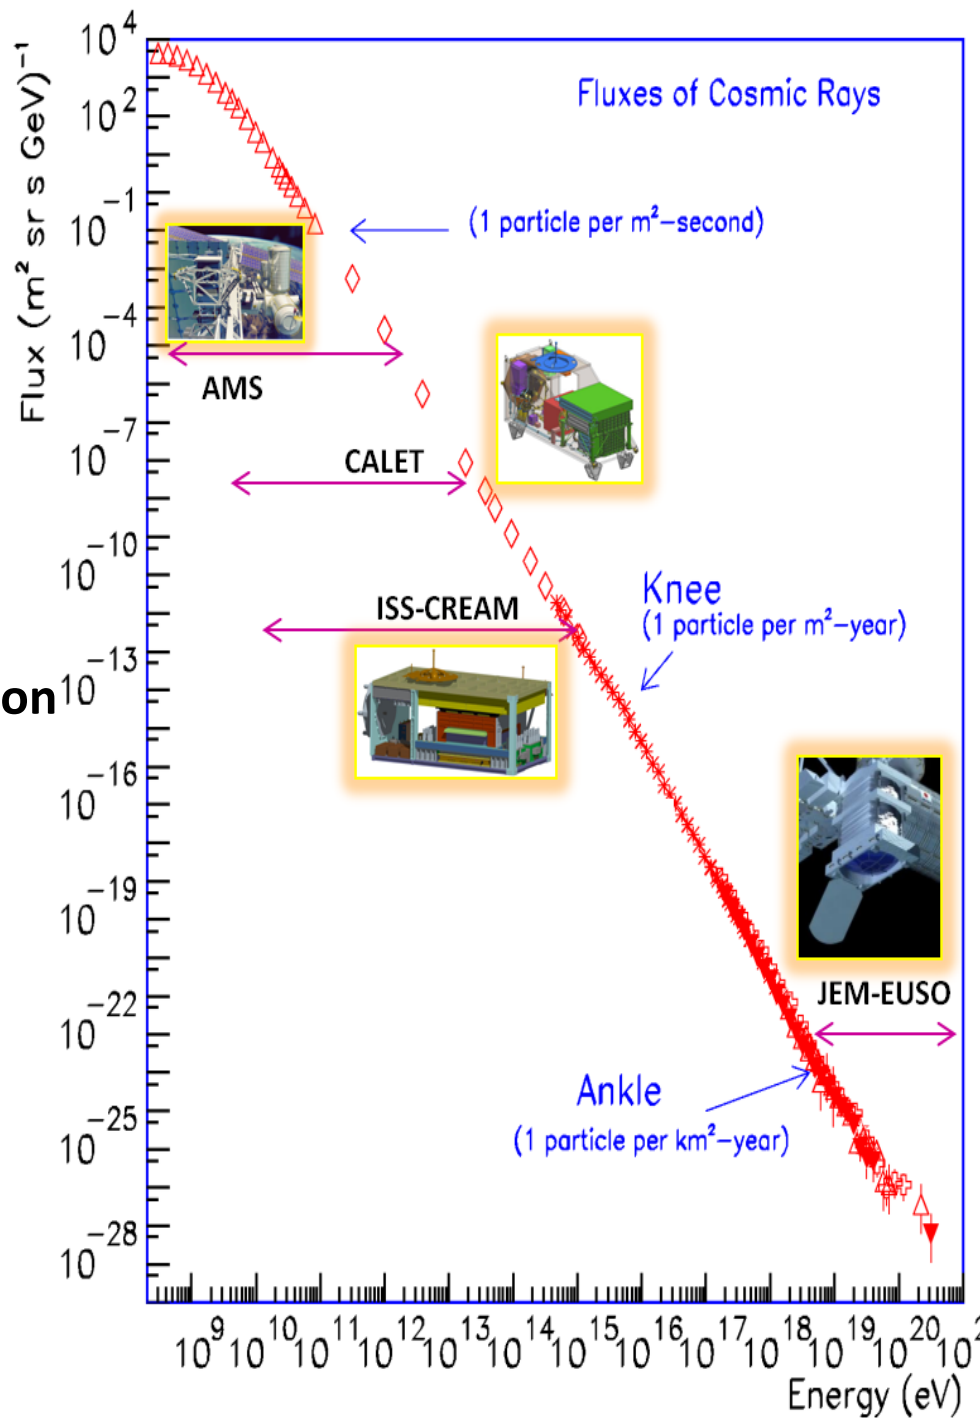 Fluxes of Cosmic Rays
Flux (m² sr s GeV)⁻¹
10⁴
10²
10⁻¹
(1 particle per m²-second)
10⁻⁴
AMS
10⁻⁷
CALET
10⁻¹⁰
Knee
(1 particle per m²-year)
ISS-CREAM
10⁻¹³
on
10⁻¹⁶
10⁻¹⁹
10⁻²²
JEM-EUSO
Ankle
(1 particle per km²-year)
10⁻²⁵
10⁻²⁸
10⁹ 10¹⁰ 10¹¹ 10¹² 10¹³ 10¹⁴ 10¹⁵ 10¹⁶ 10¹⁷ 10¹⁸ 10¹⁹ 10²⁰
Energy (eV)